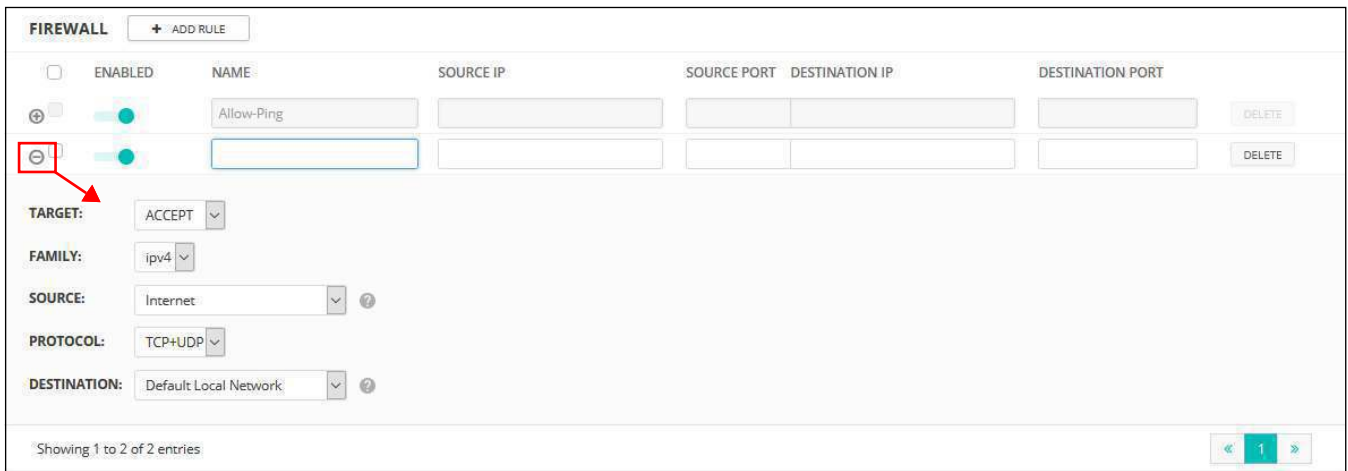 FIREWALL + ADD RULE
ENABLED NAME SOURCE IP SOURCE PORT DESTINATION IP DESTINATION PORT
Allow-Ping DELETE
DELETE
TARGET: ACCEPT
FAMILY: ipv4
SOURCE: Internet ?
PROTOCOL: TCP+UDP
DESTINATION: Default Local Network ?
Showing 1 to 2 of 2 entries « 1 »